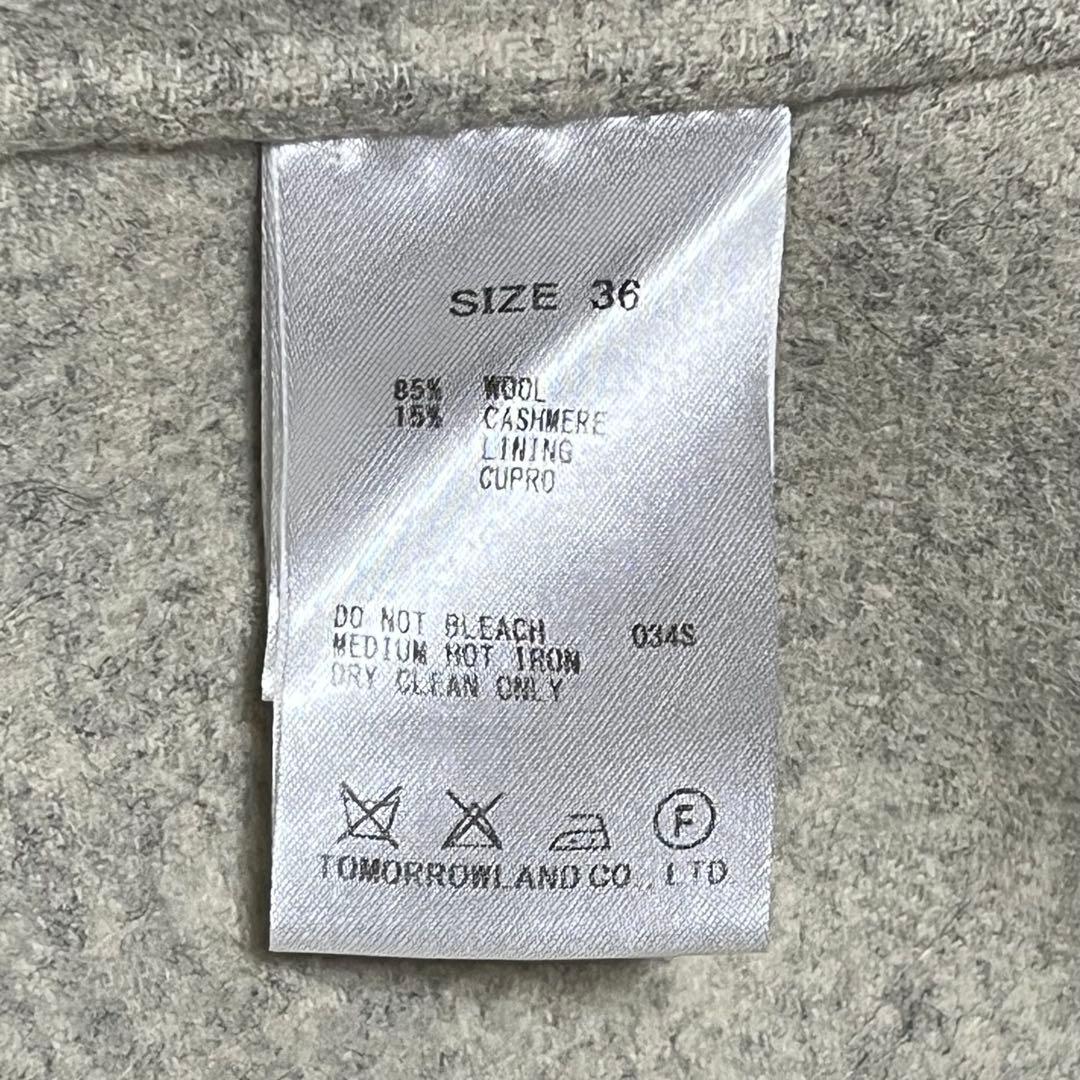 SIZE 36
85% WOOL
15% CASHMERE
LINING
CUPRO
DO NOT BLEACH 034S
MEDIUM HOT IRON
DRY CLEAN ONLY
F
TOMORROWLAND CO., LTD.